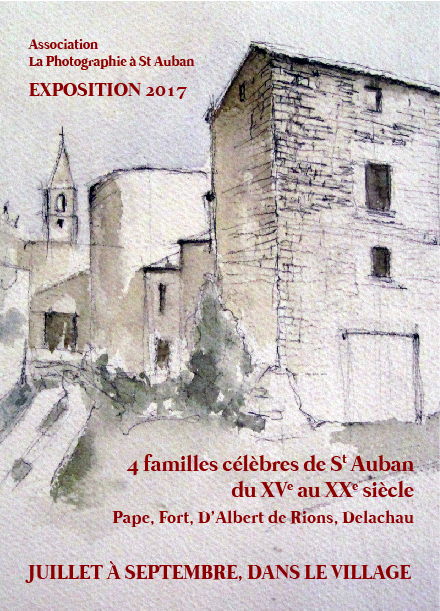 Association
La Photographie à St Auban
EXPOSITION 2017
4 familles célèbres de Sᵗ Auban
du XVᵉ au XXᵉ siècle
Pape, Fort, D'Albert de Rions, Delachau
JUILLET À SEPTEMBRE, DANS LE VILLAGE